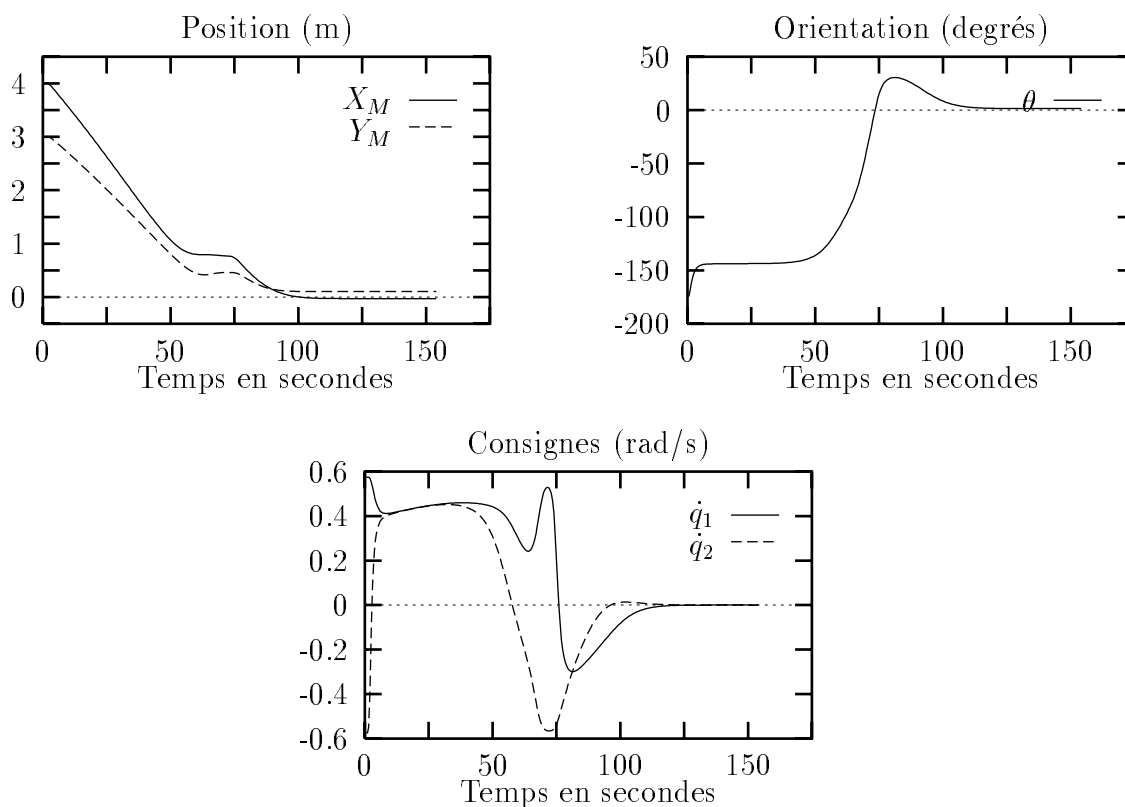 Position (m)
4
3
2
1
0
X_M
Y_M
0 50 100 150
Temps en secondes
Orientation (degrés)
50
0
-50
-100
-150
-200
θ
0 50 100 150
Temps en secondes
Consignes (rad/s)
0.6
0.4
0.2
0
-0.2
-0.4
-0.6
q̇₁
q̇₂
0 50 100 150
Temps en secondes